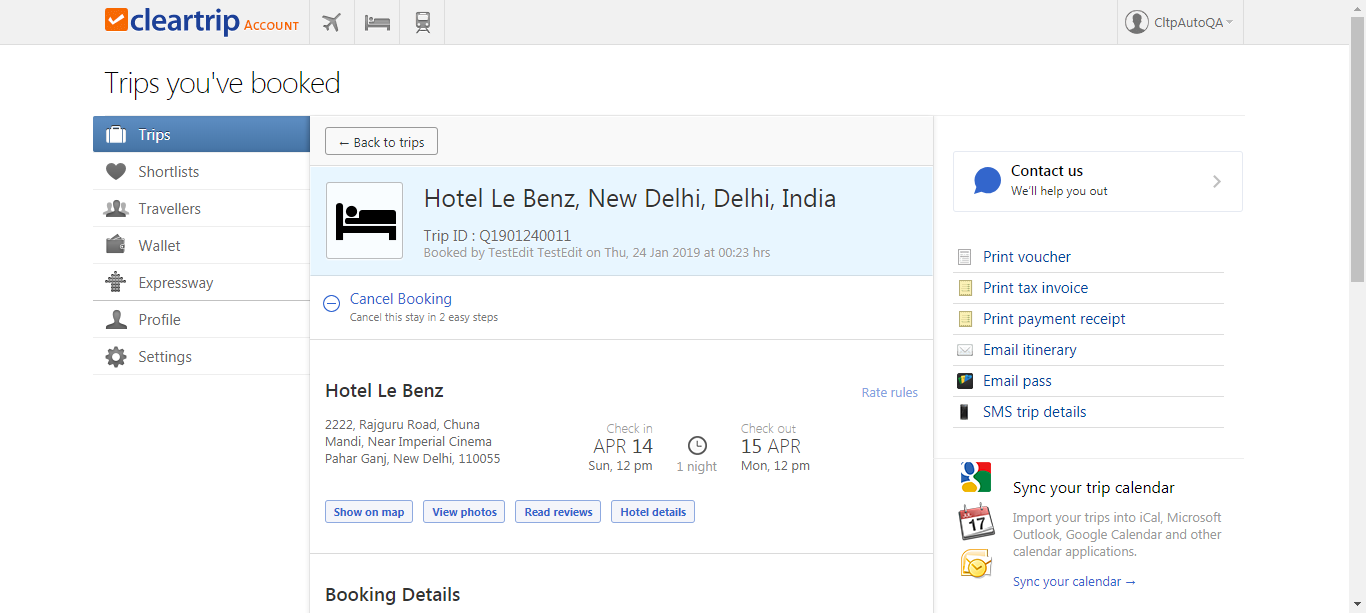 cleartrip ACCOUNT
CltpAutoQA
Trips you've booked
Trips
Shortlists
Travellers
Wallet
Expressway
Profile
Settings
← Back to trips
Hotel Le Benz, New Delhi, Delhi, India
Trip ID : Q1901240011
Booked by TestEdit TestEdit on Thu, 24 Jan 2019 at 00:23 hrs
Cancel Booking
Cancel this stay in 2 easy steps
Hotel Le Benz
Rate rules
2222, Rajguru Road, Chuna
Mandi, Near Imperial Cinema
Pahar Ganj, New Delhi, 110055
Check in
APR 14
Sun, 12 pm
1 night
Check out
15 APR
Mon, 12 pm
Show on map
View photos
Read reviews
Hotel details
Booking Details
Contact us
We'll help you out
Print voucher
Print tax invoice
Print payment receipt
Email itinerary
Email pass
SMS trip details
17
Sync your trip calendar
Import your trips into iCal, Microsoft
Outlook, Google Calendar and other
calendar applications.
Sync your calendar →